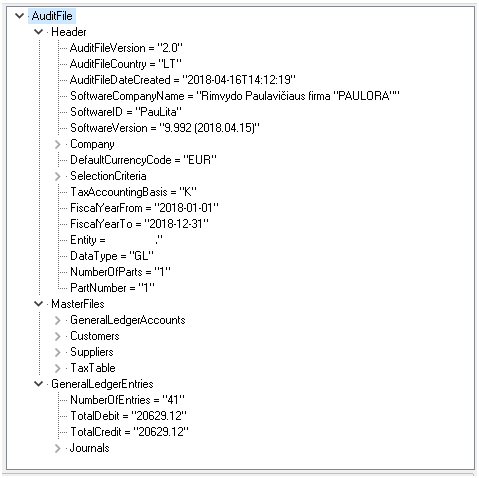 AuditFile
Header
AuditFileVersion = "2.0"
AuditFileCountry = "LT"
AuditFileDateCreated = "2018-04-16T14:12:19"
SoftwareCompanyName = "Rimvydo Paulavičiaus firma "PAULORA""
SoftwareID = "PauLita"
SoftwareVersion = "9.992 (2018.04.15)"
Company
DefaultCurrencyCode = "EUR"
SelectionCriteria
TaxAccountingBasis = "K"
FiscalYearFrom = "2018-01-01"
FiscalYearTo = "2018-12-31"
Entity = ."
DataType = "GL"
NumberOfParts = "1"
PartNumber = "1"
MasterFiles
GeneralLedgerAccounts
Customers
Suppliers
TaxTable
GeneralLedgerEntries
NumberOfEntries = "41"
TotalDebit = "20629.12"
TotalCredit = "20629.12"
Journals